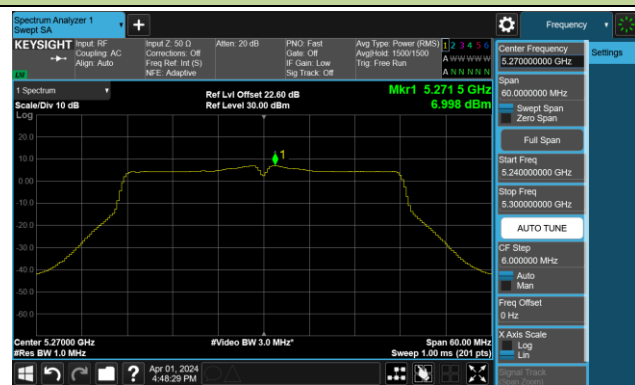 Spectrum Analyzer 1
Swept SA
+
Frequency
KEYSIGHT
Input: RF
Coupling: AC
Align: Auto
Input Z: 50 Ω
Corrections: Off
Freq Ref: Int (S)
NFE: Adaptive
Atten: 20 dB
PNO: Fast
Gate: Off
IF Gain: Low
Sig Track: Off
Avg Type: Power (RMS)
Avg|Hold: 1500/1500
Trig: Free Run
1 2 3 4 5 6
A W W W W W
A N N N N N
LW
1 Spectrum
Scale/Div 10 dB
Log
Ref Lvl Offset 22.60 dB
Ref Level 30.00 dBm
Mkr1 5.271 5 GHz
6.998 dBm
20.0
10.0
0.00
-10.0
-20.0
-30.0
-40.0
-50.0
-60.0
1
Center 5.27000 GHz
#Res BW 1.0 MHz
#Video BW 3.0 MHz*
Span 60.00 MHz
Sweep 1.00 ms (201 pts)
Center Frequency
5.270000000 GHz
Settings
Span
60.0000000 MHz
Swept Span
Zero Span
Full Span
Start Freq
5.240000000 GHz
Stop Freq
5.300000000 GHz
AUTO TUNE
CF Step
6.000000 MHz
Auto
Man
Freq Offset
0 Hz
X Axis Scale
Log
Lin
Signal Track
(Span Zoom)
?
Apr 01, 2024
4:48:29 PM